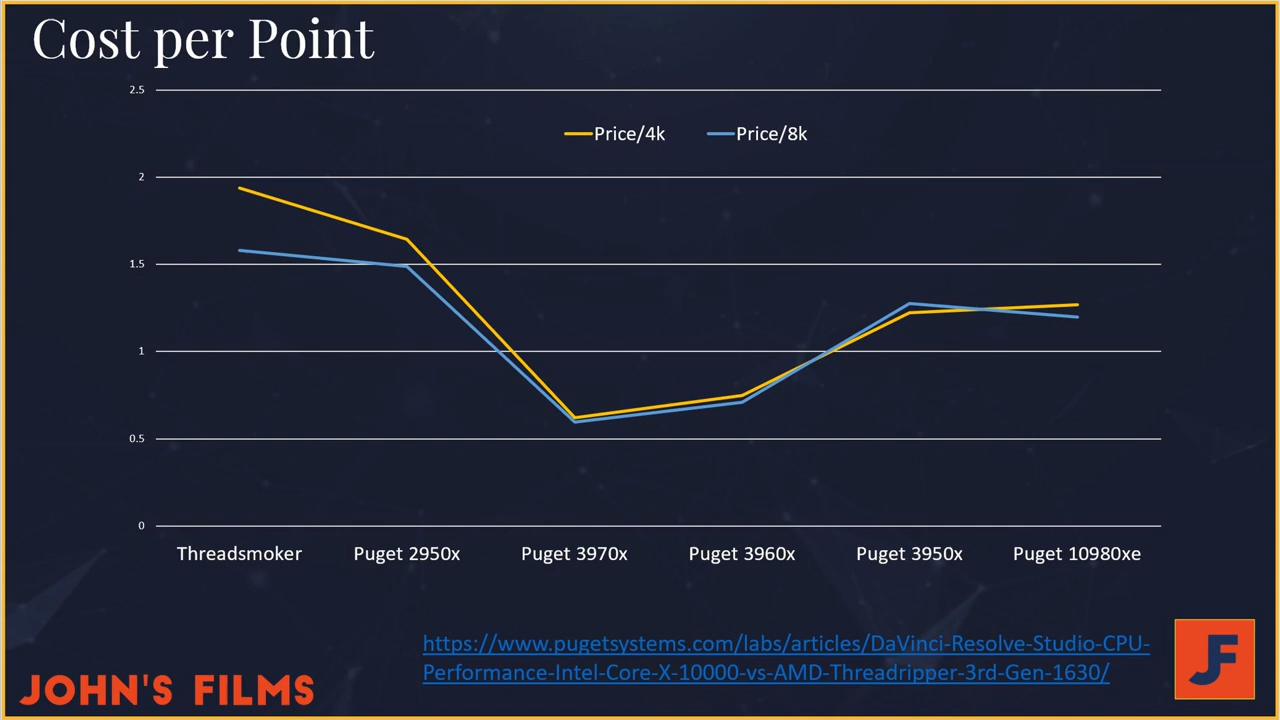 Cost per Point
2.5
Price/4k Price/8k
2
1.5
1
0.5
0
Threadsmoker Puget 2950x Puget 3970x Puget 3960x Puget 3950x Puget 10980xe
https://www.pugetsystems.com/labs/articles/DaVinci-Resolve-Studio-CPU-
Performance-Intel-Core-X-10000-vs-AMD-Threadripper-3rd-Gen-1630/
JOHN'S FILMS
JF